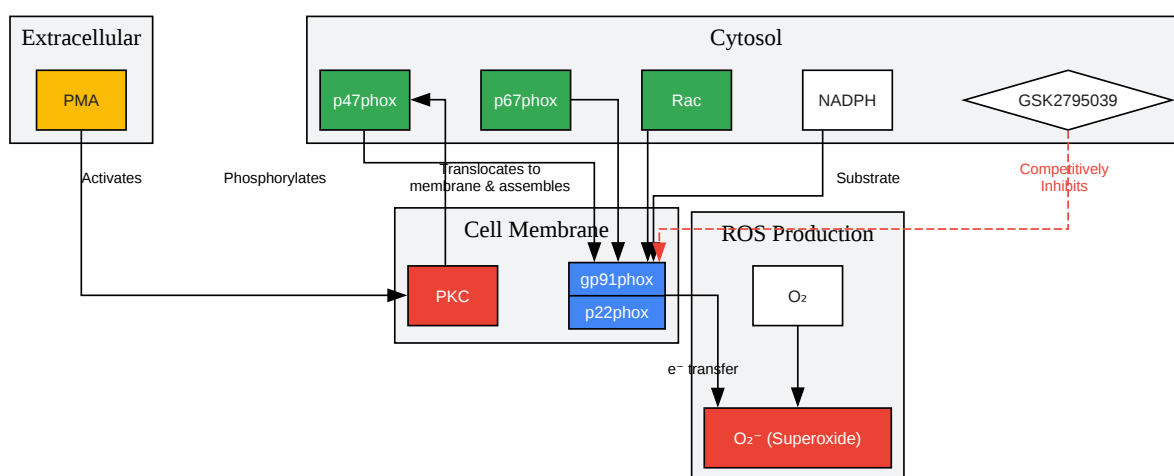 Extracellular
Cytosol
PMA
p47phox
p67phox
Rac
NADPH
GSK2795039
Activates
Phosphorylates
Translocates to
membrane & assembles
Substrate
Competitively
Inhibits
Cell Membrane
ROS Production
PKC
gp91phox
p22phox
O₂
e⁻ transfer
O₂⁻ (Superoxide)